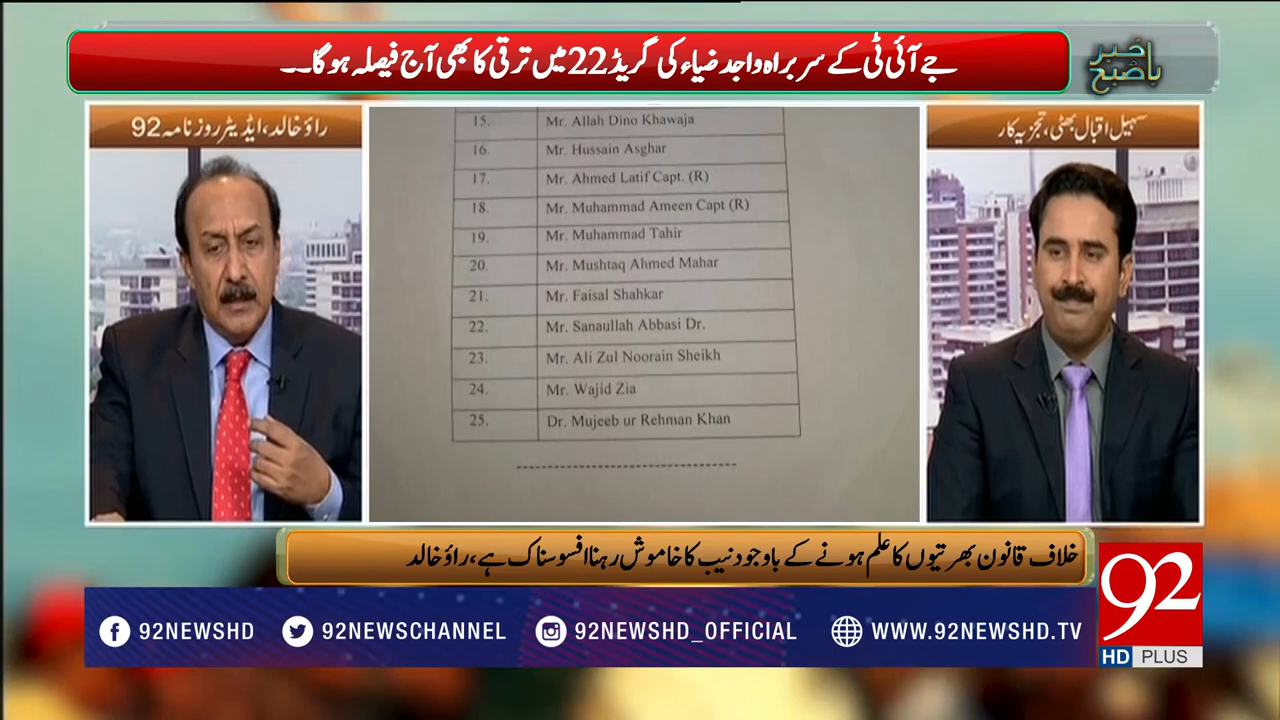 جے آئی ٹی کے سربراہ واجد ضیاء کی گریڈ 22 میں ترقی کا بھی آج فیصلہ ہوگا۔۔
باخبر صبح
راؤ خالد، ایڈیٹر روزنامہ 92
سہیل اقبال بھٹی، تجزیہ کار
15. Mr. Allah Dino Khawaja
16. Mr. Hussain Asghar
17. Mr. Ahmed Latif Capt. (R)
18. Mr. Muhammad Ameen Capt (R)
19. Mr. Muhammad Tahir
20. Mr. Mushtaq Ahmed Mahar
21. Mr. Faisal Shahkar
22. Mr. Sanaullah Abbasi Dr.
23. Mr. Ali Zul Noorain Sheikh
24. Mr. Wajid Zia
25. Dr. Mujeeb ur Rehman Khan
خلاف قانون بھرتیوں کا علم ہونے کے باوجود نیب کا خاموش رہنا افسوسناک ہے، راؤ خالد
92NEWSHD
92NEWSCHANNEL
92NEWSHD_OFFICIAL
WWW.92NEWSHD.TV
92
HD PLUS